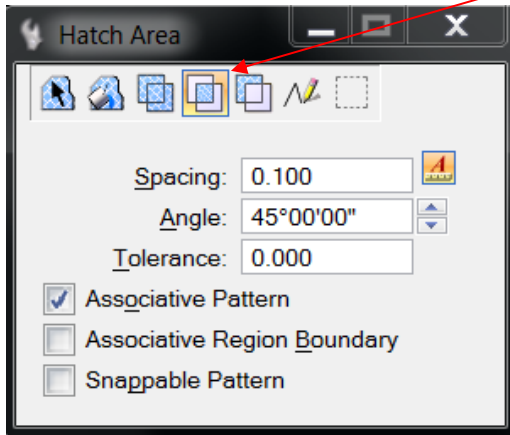 Hatch Area
Spacing: 0.100
A
Angle: 45°00'00"
Tolerance: 0.000
Associative Pattern
Associative Region Boundary
Snappable Pattern